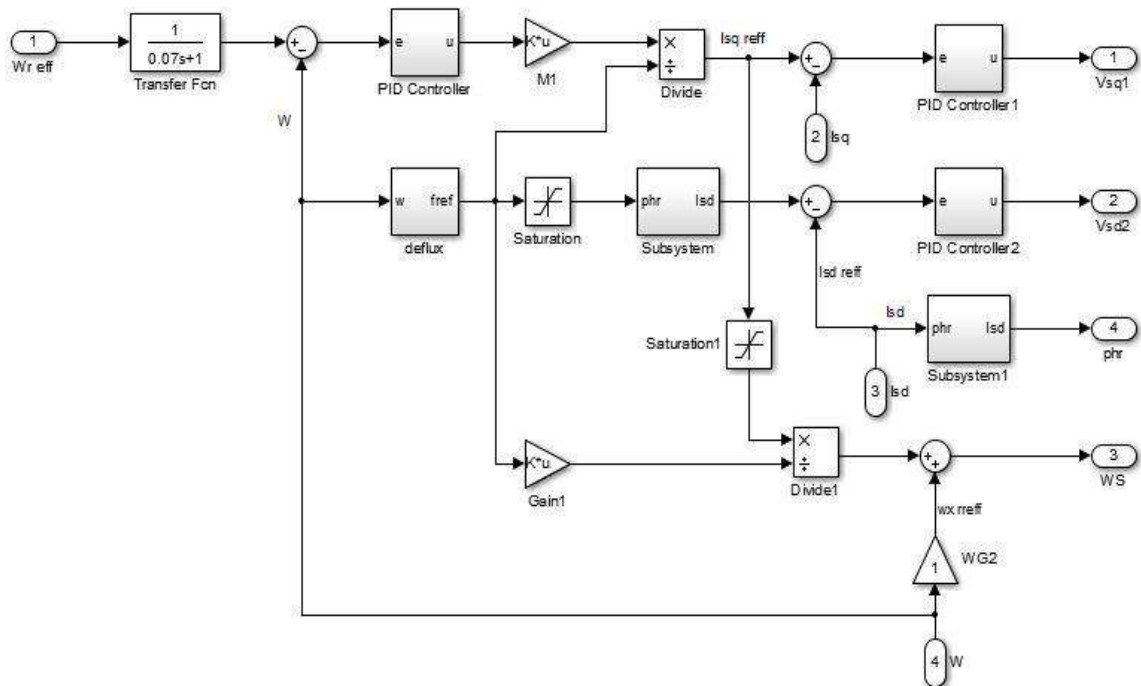 1
Wr eff
1
0.07s+1
Transfer Fcn
+
-
e u
PID Controller
K*u
M1
×
÷
Divide
Isq reff
+
-
e u
PID Controller1
1
Vsq1
W
2
Isq
w fref
deflux
Saturation
phr Isd
Subsystem
+
-
e u
PID Controller2
2
Vsd2
Isd reff
Isd
Saturation1
phr Isd
Subsystem1
4
phr
3
Isd
K*u
Gain1
×
÷
Divide1
+
+
3
WS
wx rreff
1
WG2
4
W